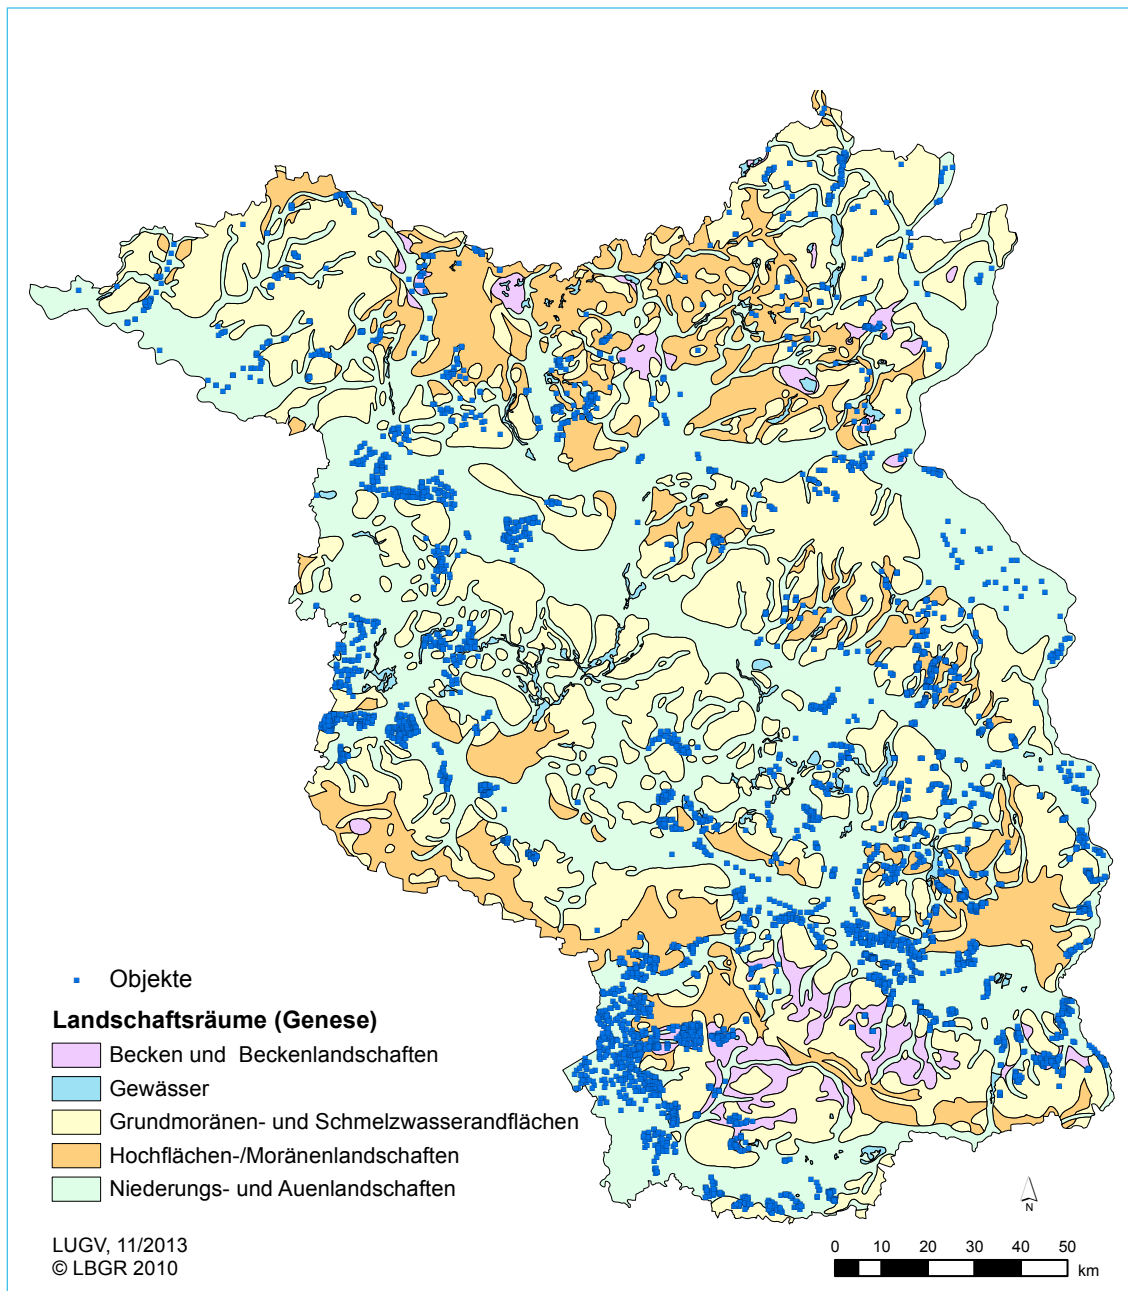 Objekte
Landschaftsräume (Genese)
Becken und Beckenlandschaften
Gewässer
Grundmoränen- und Schmelzwasserandflächen
Hochflächen-/Moränenlandschaften
Niederungs- und Auenlandschaften
LUGV, 11/2013
© LBGR 2010
N
0 10 20 30 40 50
km